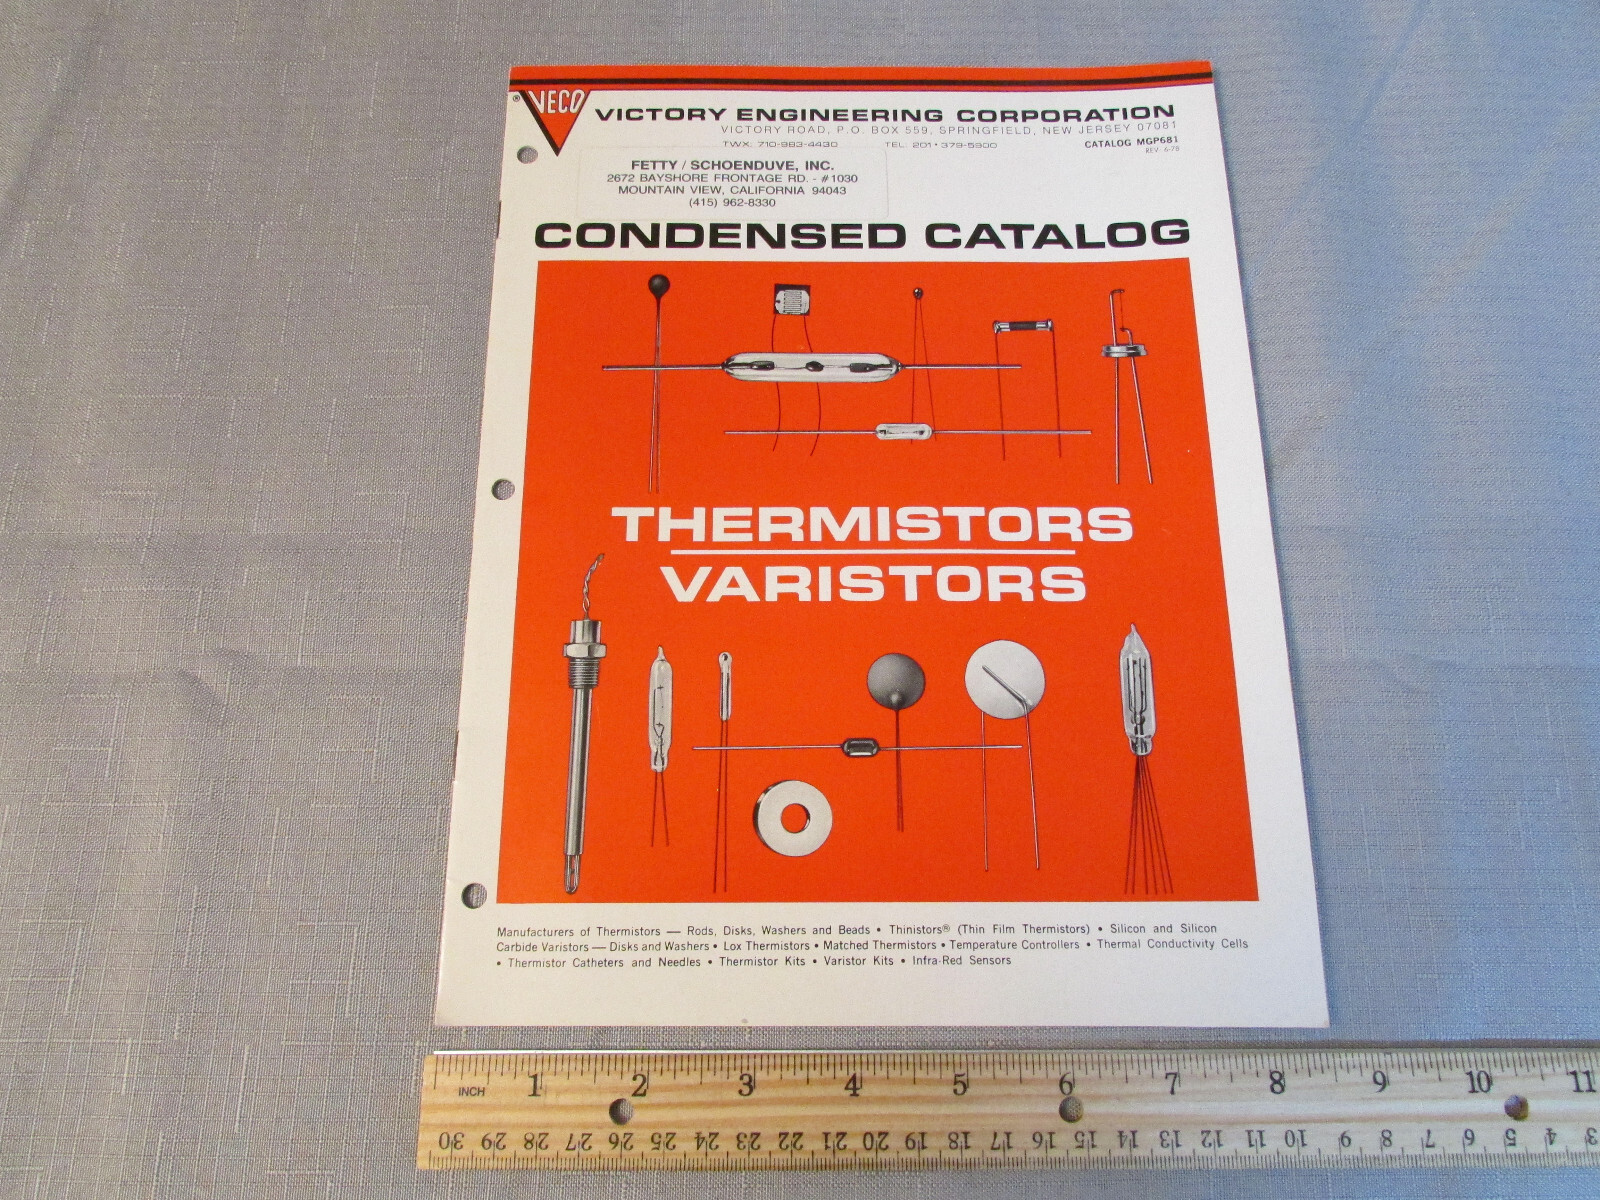 ® VECO
VICTORY ENGINEERING CORPORATION
VICTORY ROAD, P.O. BOX 559, SPRINGFIELD, NEW JERSEY 07081
TWX: 710-983-4430 TEL. 201 • 379-5900
CATALOG MGP681
REV. 6-78
FETTY / SCHOENDUVE, INC.
2672 BAYSHORE FRONTAGE RD. - #1030
MOUNTAIN VIEW, CALIFORNIA 94043
(415) 962-8330
CONDENSED CATALOG
THERMISTORS
VARISTORS
Manufacturers of Thermistors — Rods, Disks, Washers and Beads • Thinistors® (Thin Film Thermistors) • Silicon and Silicon
Carbide Varistors — Disks and Washers • Lox Thermistors • Matched Thermistors • Temperature Controllers • Thermal Conductivity Cells
• Thermistor Catheters and Needles • Thermistor Kits • Varistor Kits • Infra-Red Sensors
INCH 1 2 3 4 5 6 7 8 9 10 11
30 29 28 27 26 25 24 23 22 21 20 19 18 17 16 15 14 13 12 11 10 9 8 7 6 5 4 3